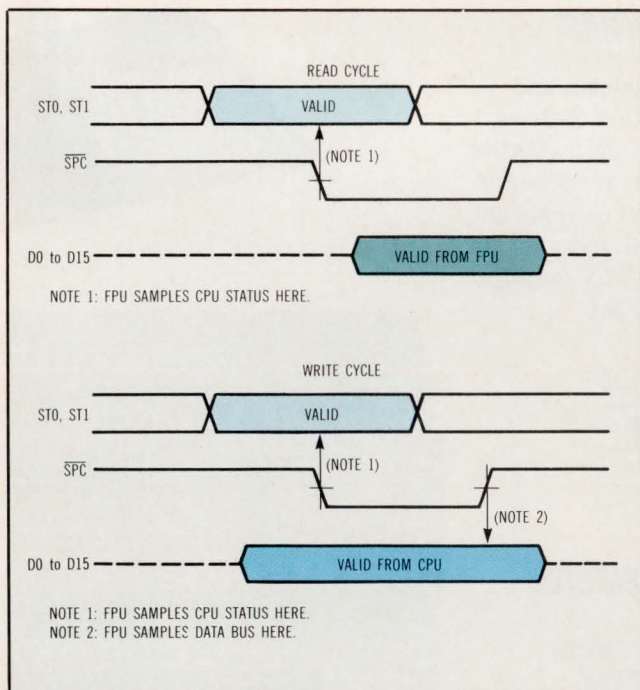 READ CYCLE
ST0, ST1
VALID
(NOTE 1)
SPC
D0 to D15
VALID FROM FPU
NOTE 1: FPU SAMPLES CPU STATUS HERE.
WRITE CYCLE
ST0, ST1
VALID
(NOTE 1)
SPC
(NOTE 2)
D0 to D15
VALID FROM CPU
NOTE 1: FPU SAMPLES CPU STATUS HERE.
NOTE 2: FPU SAMPLES DATA BUS HERE.